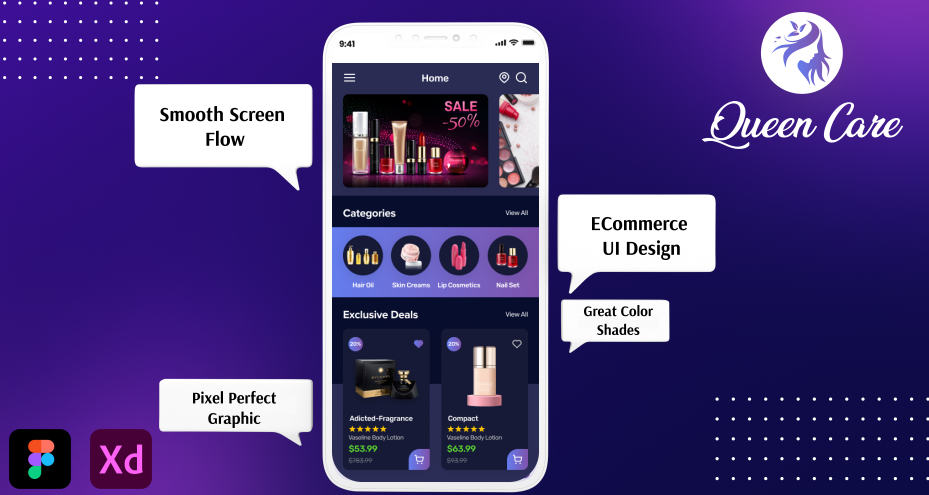 9:41
Home
SALE
-50%
Queen Care
Smooth Screen
Flow
Categories
View All
Hair Oil
Skin Creams
Lip Cosmetics
Nail Set
ECommerce
UI Design
Great Color
Shades
Exclusive Deals
View All
20%
20%
Adicted-Fragrance
Vaseline Body Lotion
$53.99
$783.99
Compact
Vaseline Body Lotion
$63.99
$93.99
Pixel Perfect
Graphic
Xd